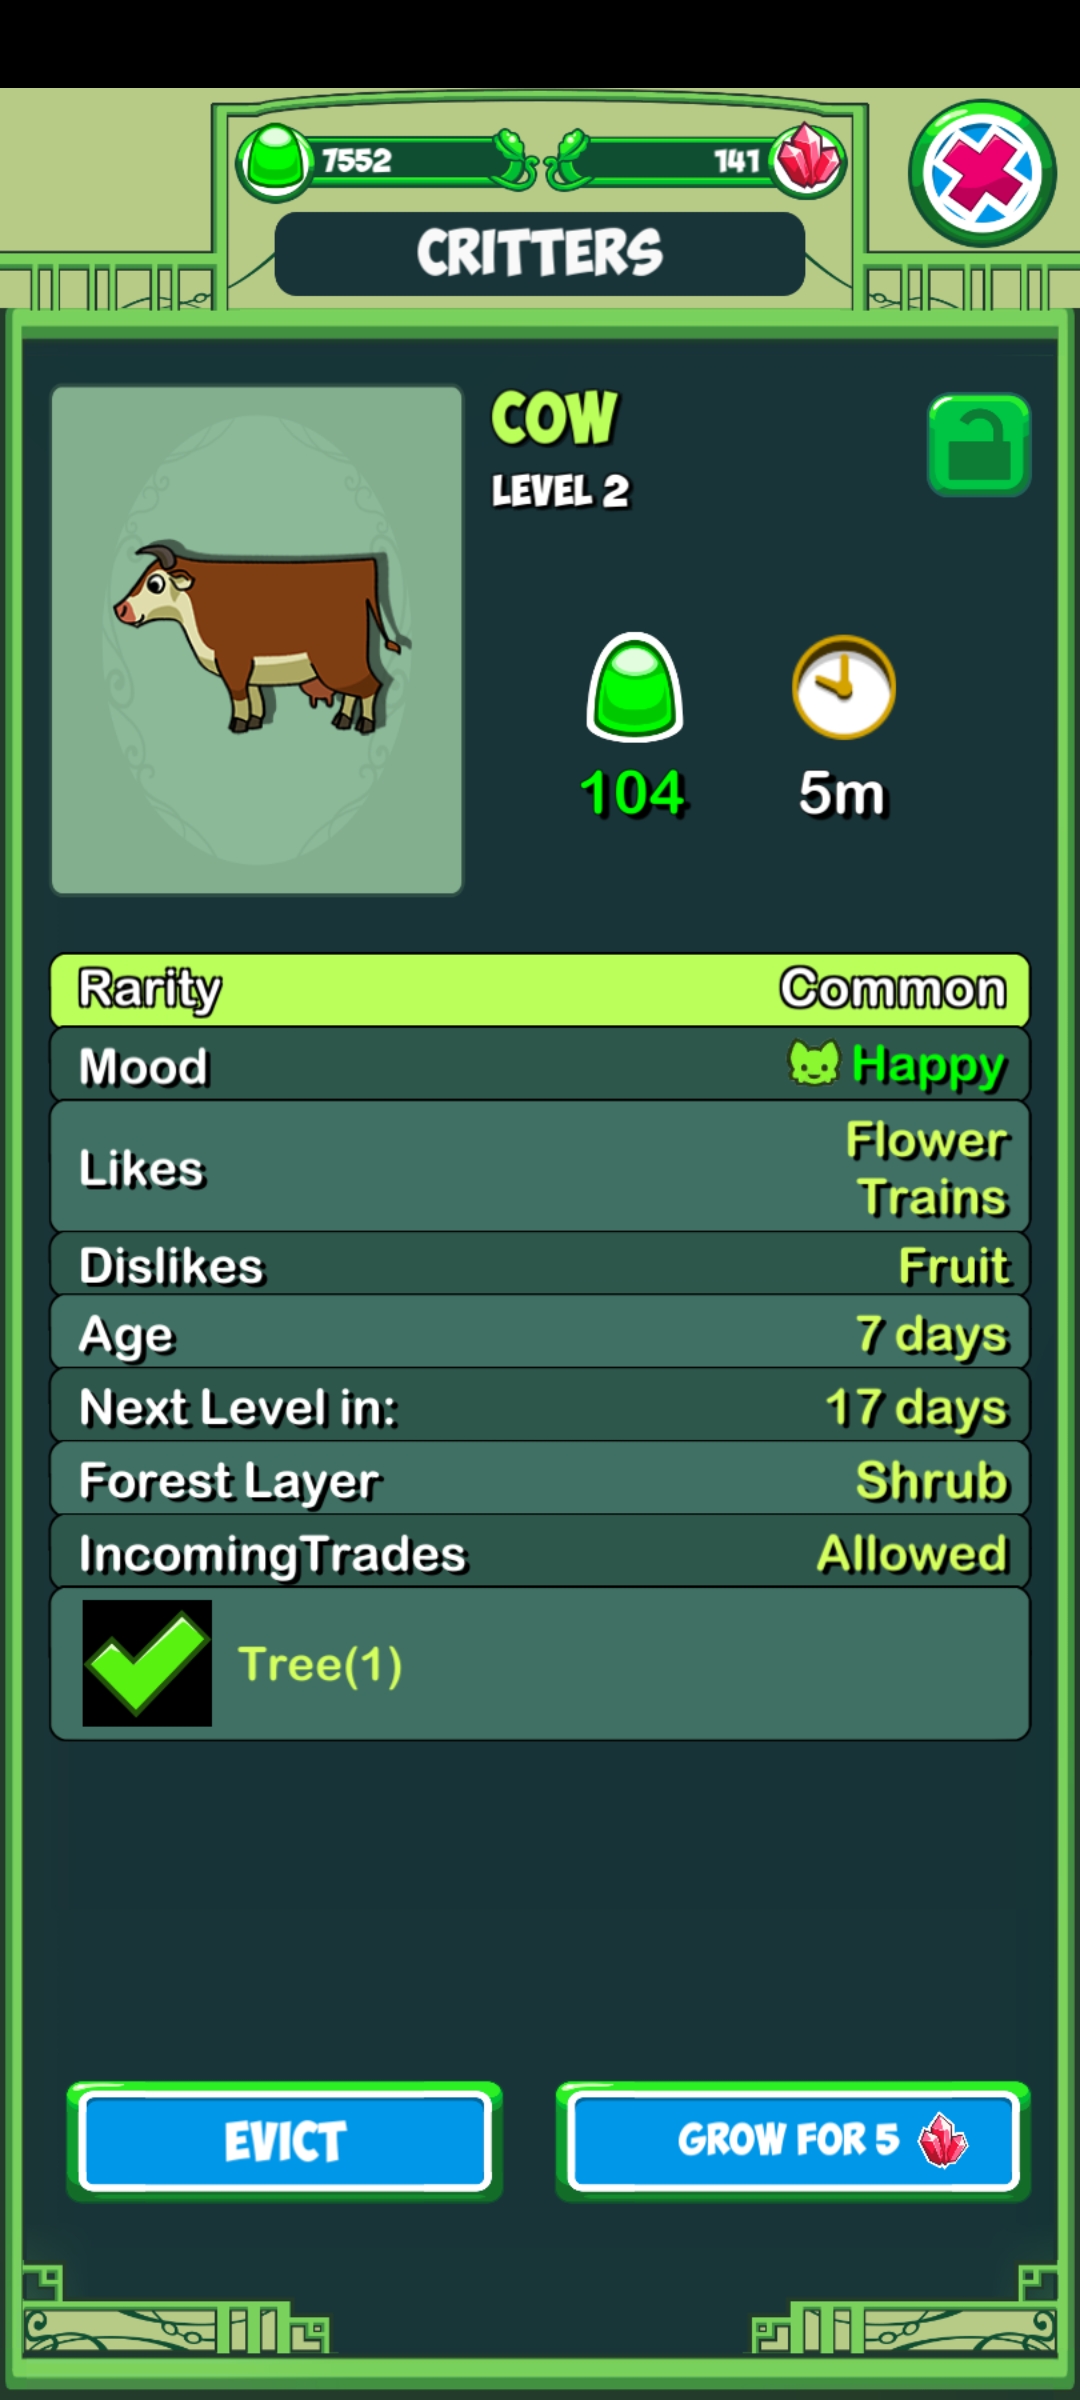 7552
141
CRITTERS
COW
LEVEL 2
104
5m
Rarity Common
Mood Happy
Likes Flower
Trains
Dislikes Fruit
Age 7 days
Next Level in: 17 days
Forest Layer Shrub
IncomingTrades Allowed
Tree(1)
EVICT
GROW FOR 5